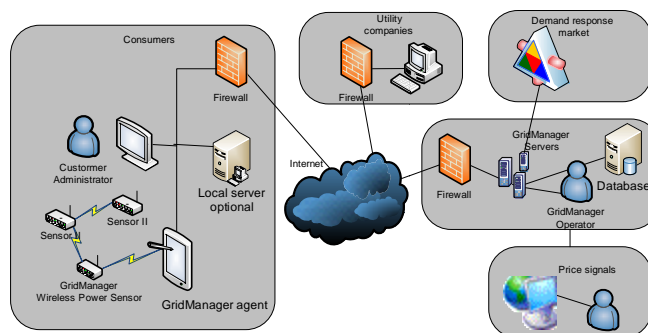 Consumers
Firewall
Customer
Administrator
Local server
optional
Sensor II
Sensor II
GridManager
Wireless Power Sensor
GridManager agent
Internet
Utility
companies
Firewall
Demand response
market
GridManager
Servers
Firewall
Database
GridManager
Operator
Price signals